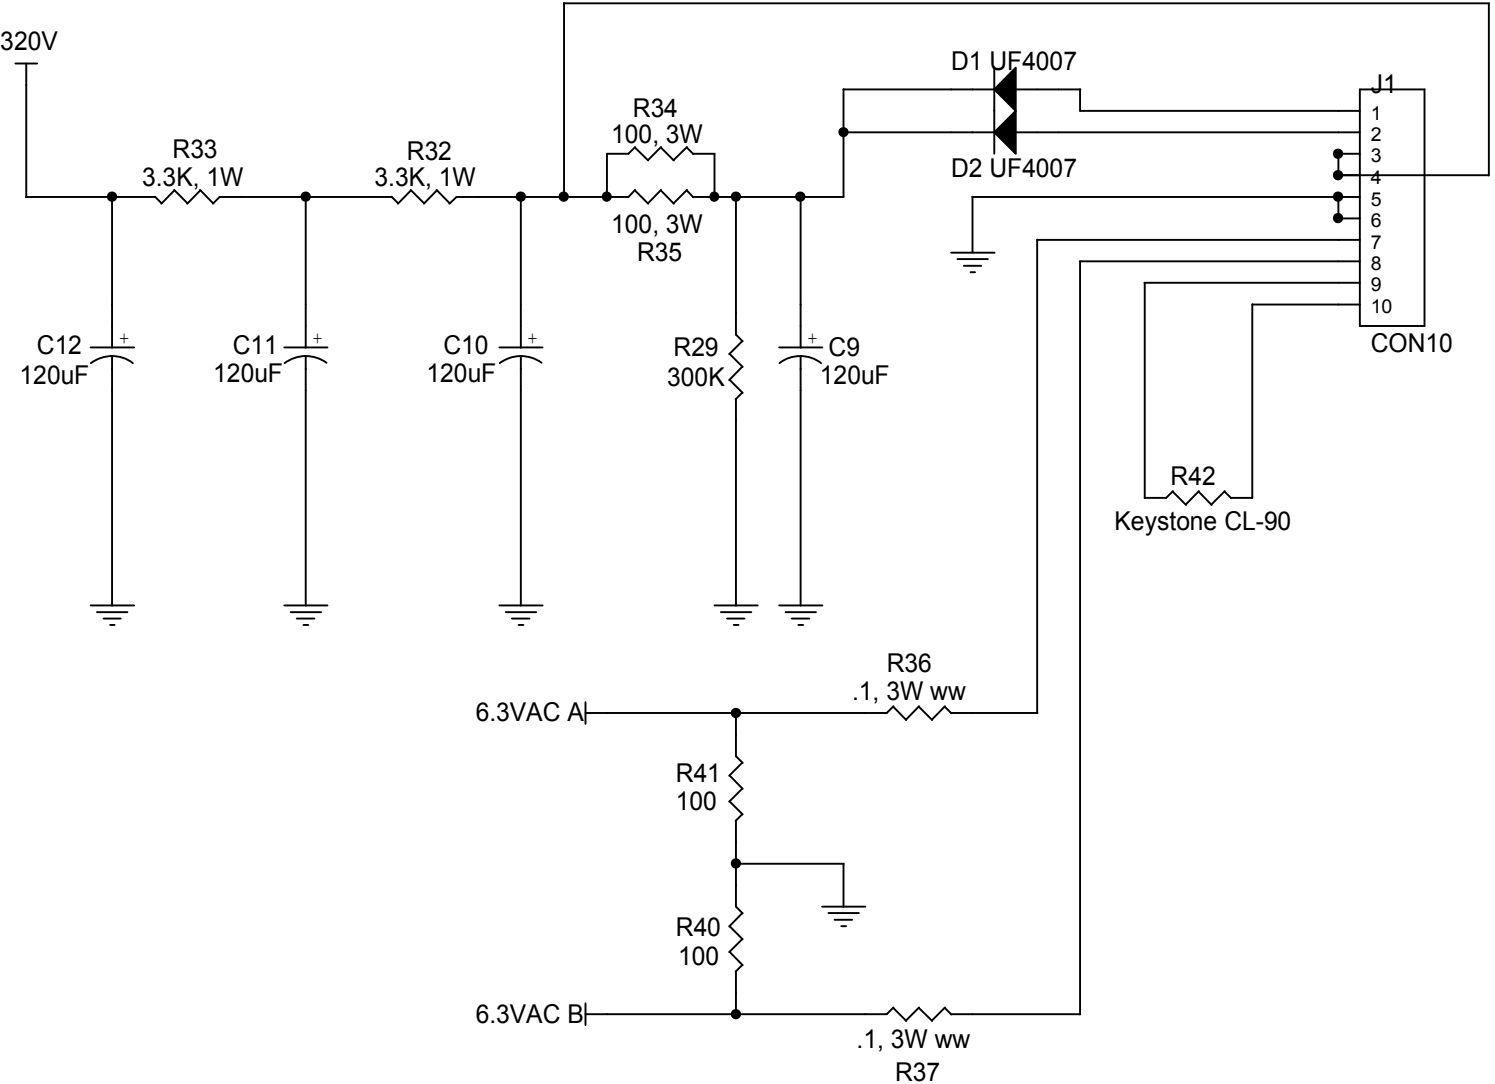 320V
D1 UF4007
J1
R34
100, 3W
R33
3.3K, 1W
R32
3.3K, 1W
D2 UF4007
100, 3W
R35
1
2
3
4
5
6
7
8
9
10
CON10
C12
120uF
+
C11
120uF
+
C10
120uF
+
R29
300K
+
C9
120uF
R42
Keystone CL-90
R36
.1, 3W ww
6.3VAC A
R41
100
R40
100
6.3VAC B
.1, 3W ww
R37